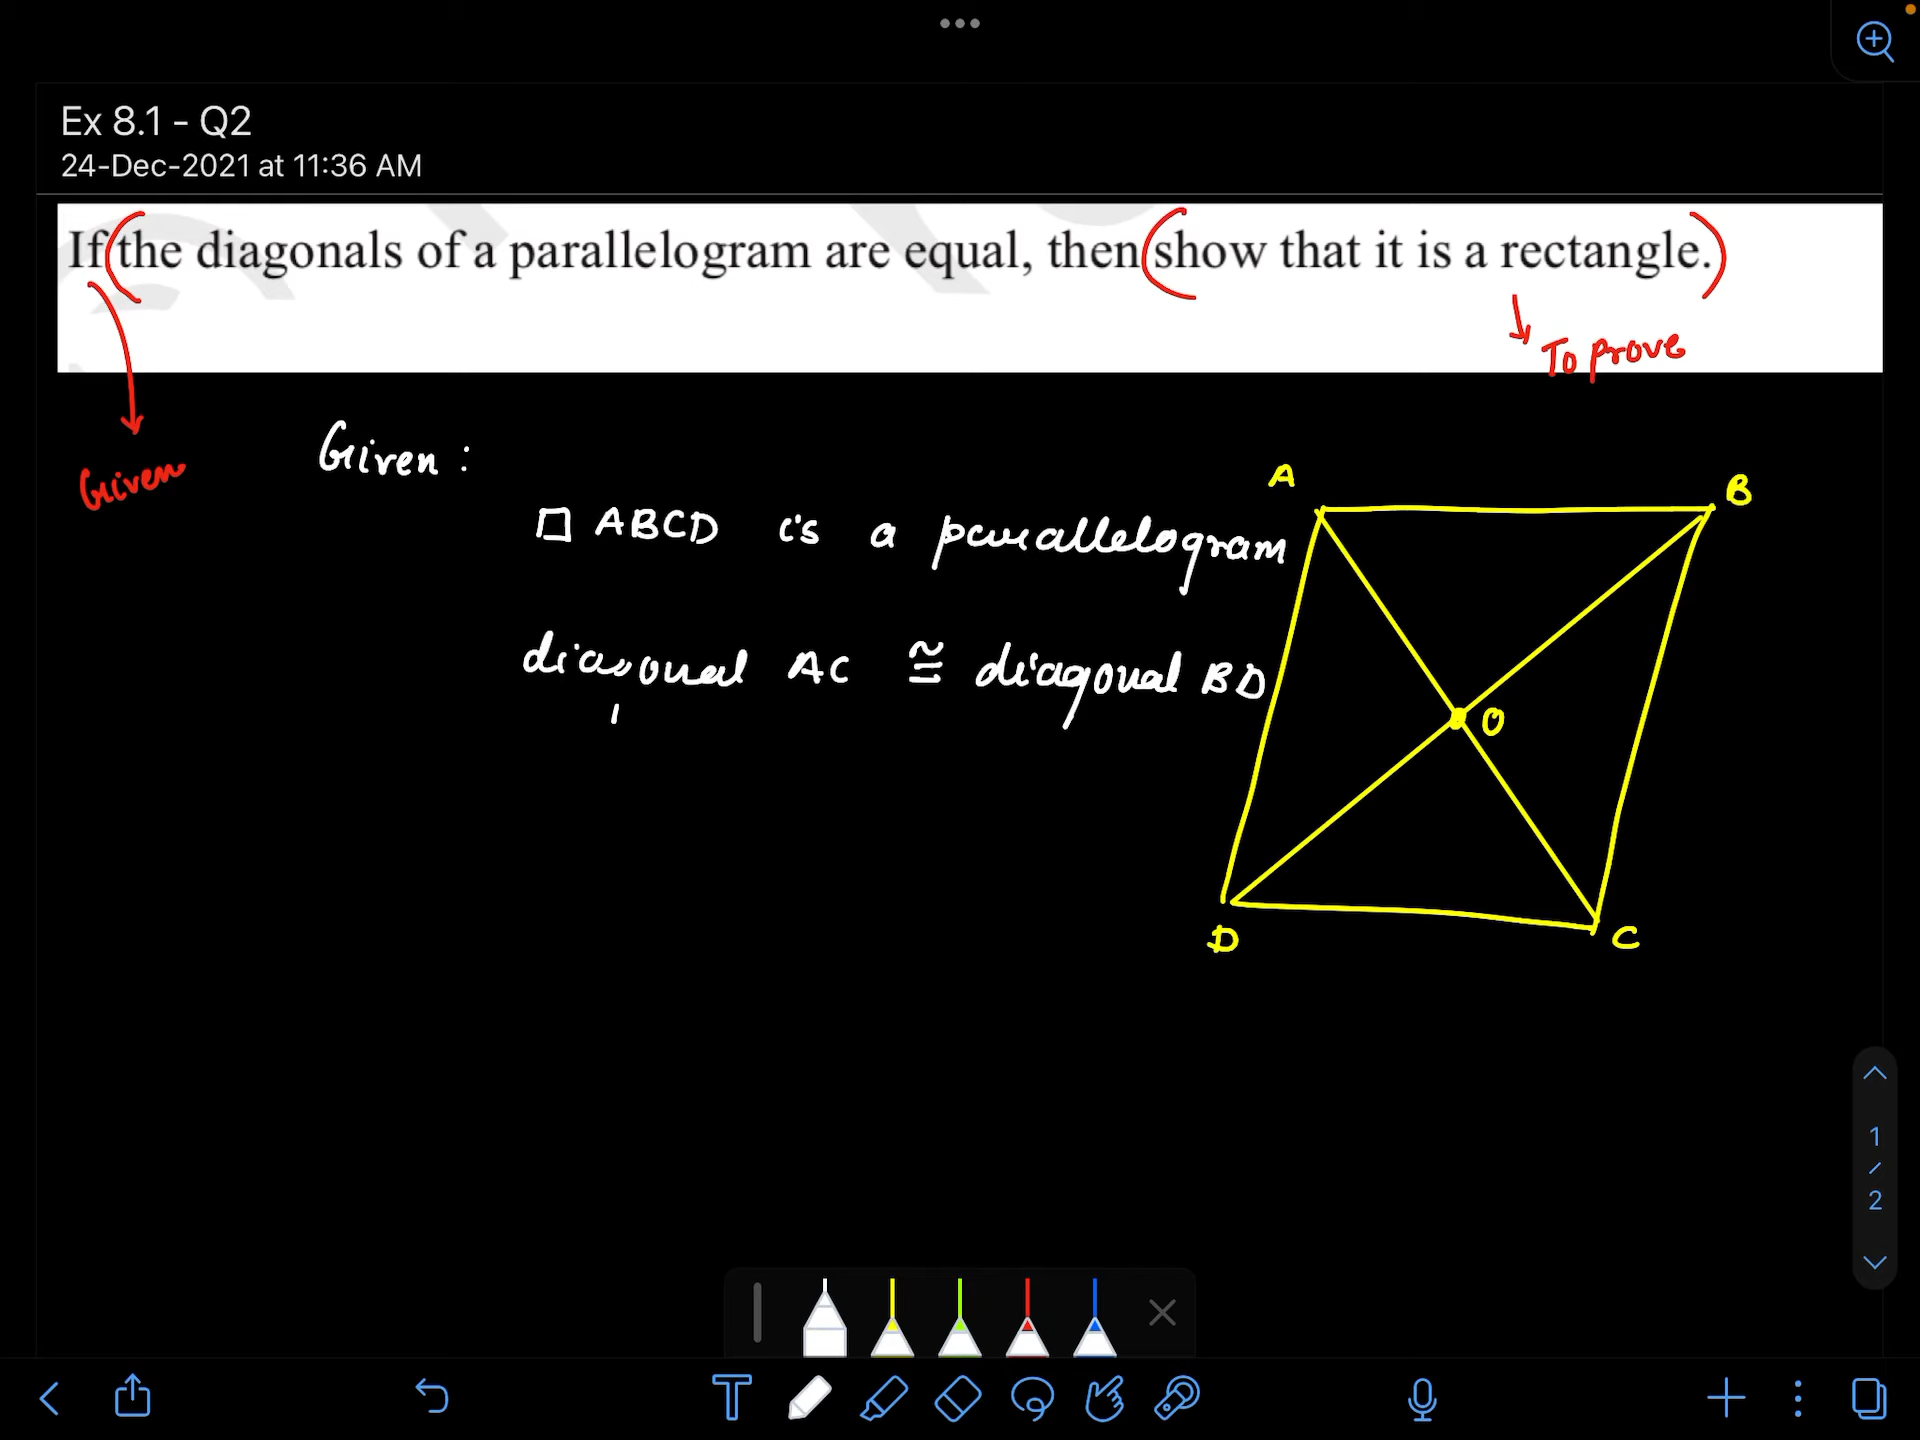 Ex 8.1 - Q2
24-Dec-2021 at 11:36 AM
If the diagonals of a parallelogram are equal, then show that it is a rectangle.
To prove
Given
Given :
□ ABCD is a parallelogram
diagonal AC ≅ diagonal BD
A
B
O
D
C
1
/
2
T